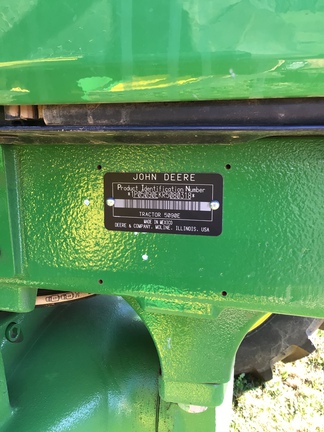 JOHN DEERE
Product Identification Number
TRACTOR 5090E
MADE IN MEXICO
DEERE & COMPANY, MOLINE, ILLINOIS, USA